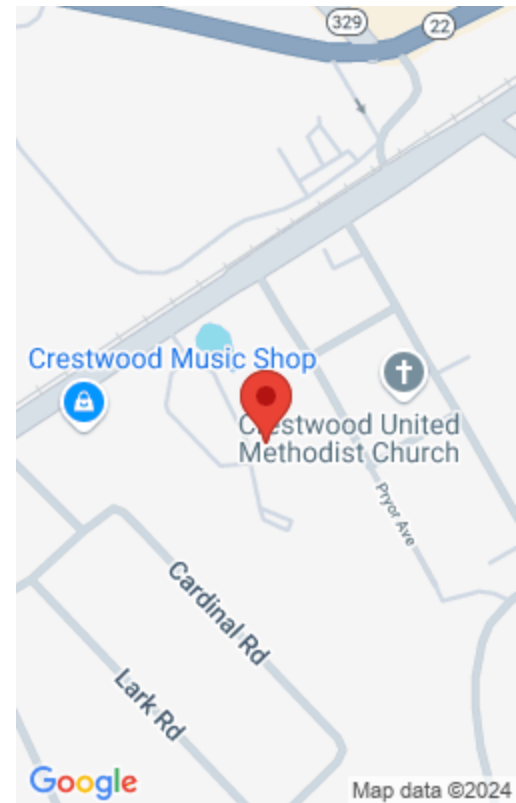 329
22
Crestwood Music Shop
Crestwood United
Methodist Church
Pryor Ave
Cardinal Rd
Lark Rd
Google
Map data ©2024